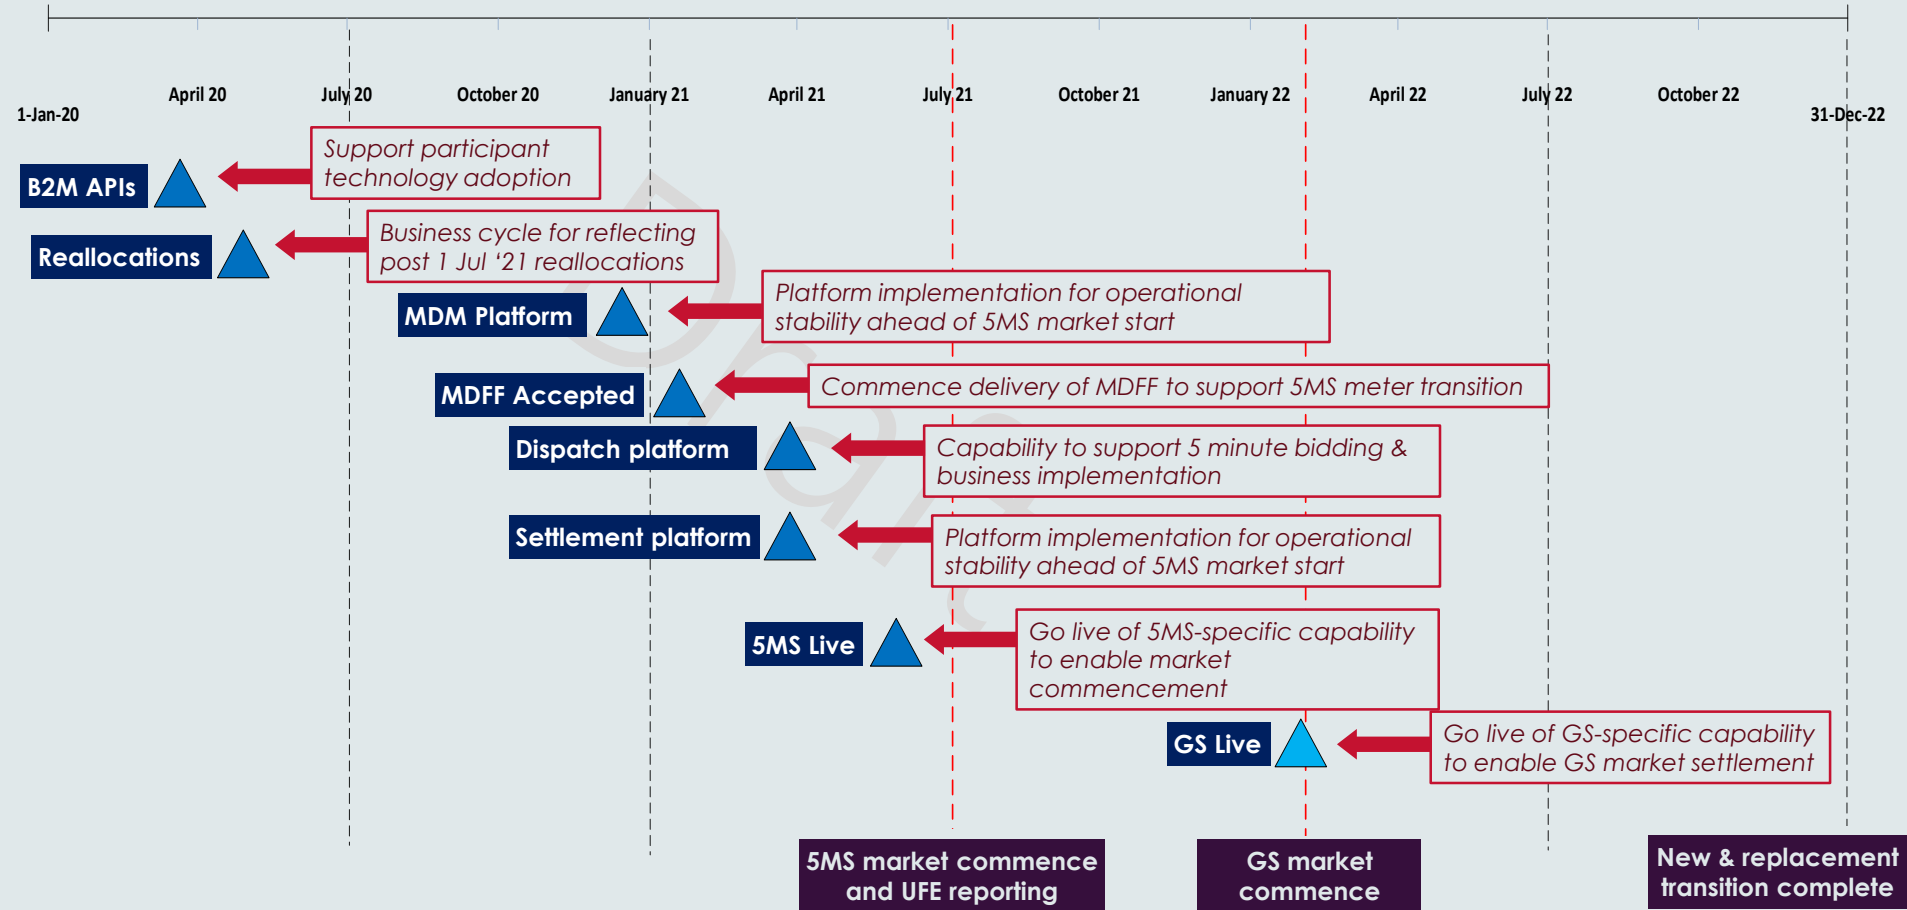 April 20
July 20
October 20
January 21
April 21
July 21
October 21
January 22
April 22
July 22
October 22
1-Jan-20
31-Dec-22
B2M APIs
Support participant
technology adoption
Reallocations
Business cycle for reflecting
post 1 Jul ‘21 reallocations
MDM Platform
Platform implementation for operational
stability ahead of 5MS market start
MDFF Accepted
Commence delivery of MDFF to support 5MS meter transition
Dispatch platform
Capability to support 5 minute bidding &
business implementation
Settlement platform
Platform implementation for operational
stability ahead of 5MS market start
5MS Live
Go live of 5MS-specific capability
to enable market
commencement
GS Live
Go live of GS-specific capability
to enable GS market settlement
Draft
5MS market commence
and UFE reporting
GS market
commence
New & replacement
transition complete